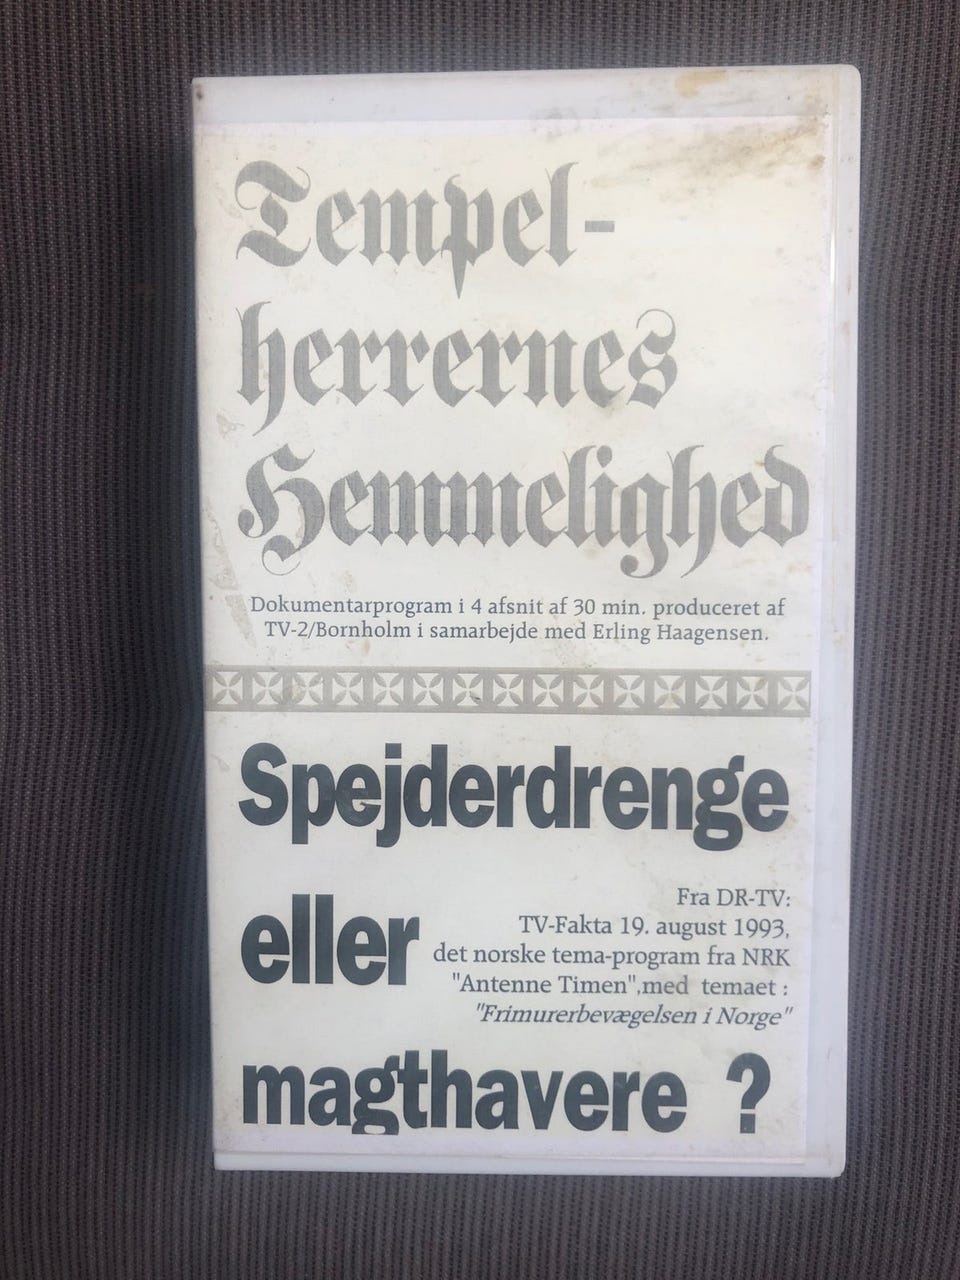 Tempel-
herrernes
Hemmelighed
Dokumentarprogram i 4 afsnit af 30 min. produceret af
TV-2/Bornholm i samarbejde med Erling Haagensen.
Spejderdrenge
eller
Fra DR-TV:
TV-Fakta 19. august 1993,
det norske tema-program fra NRK
"Antenne Timen",med temaet :
"Frimurerbevægelsen i Norge"
magthavere ?